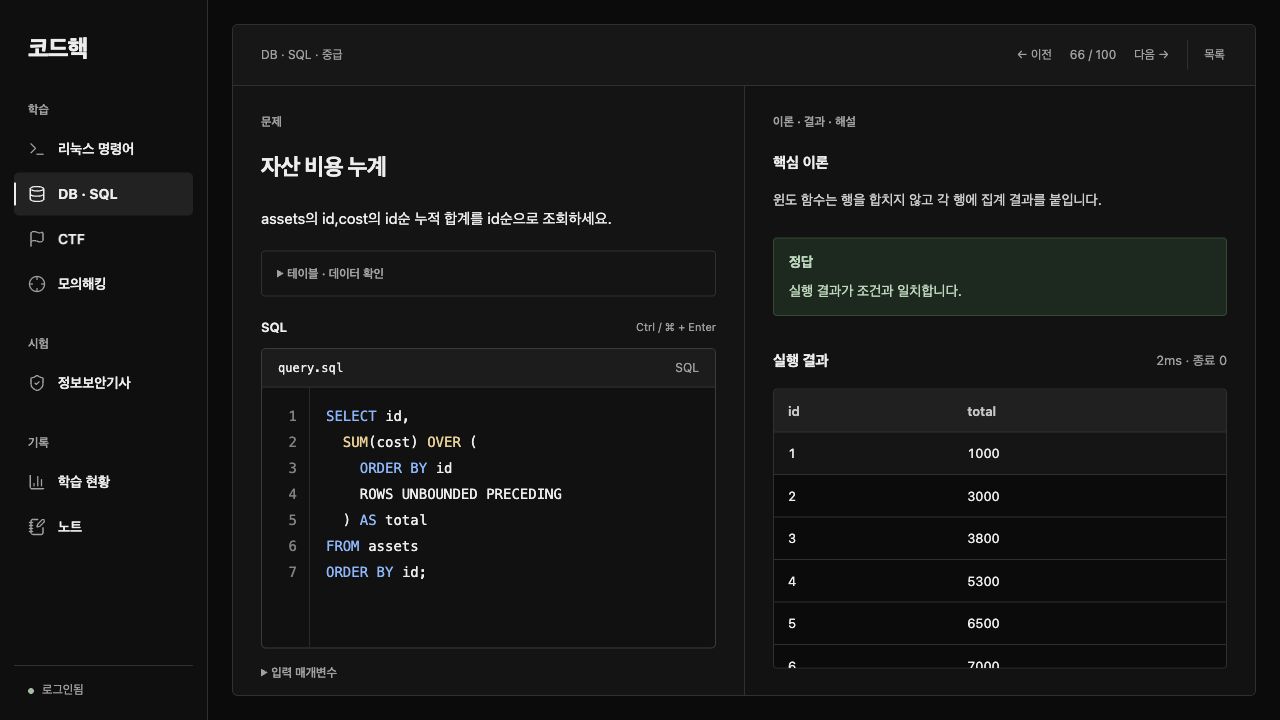 코드핵
학습
리눅스 명령어
DB · SQL
CTF
모의해킹
시험
정보보안기사
기록
학습 현황
노트
로그인됨
DB · SQL · 중급
← 이전 66 / 100 다음 → 목록
문제
자산 비용 누계
assets의 id,cost의 id순 누적 합계를 id순으로 조회하세요.
▶ 테이블 · 데이터 확인
SQL Ctrl / ⌘ + Enter
query.sql SQL
1 SELECT id,
2 SUM(cost) OVER (
3 ORDER BY id
4 ROWS UNBOUNDED PRECEDING
5 ) AS total
6 FROM assets
7 ORDER BY id;
▶ 입력 매개변수
이론 · 결과 · 해설
핵심 이론
윈도 함수는 행을 합치지 않고 각 행에 집계 결과를 붙입니다.
정답
실행 결과가 조건과 일치합니다.
실행 결과 2ms · 종료 0
id total
1 1000
2 3000
3 3800
4 5300
5 6500
6 7000